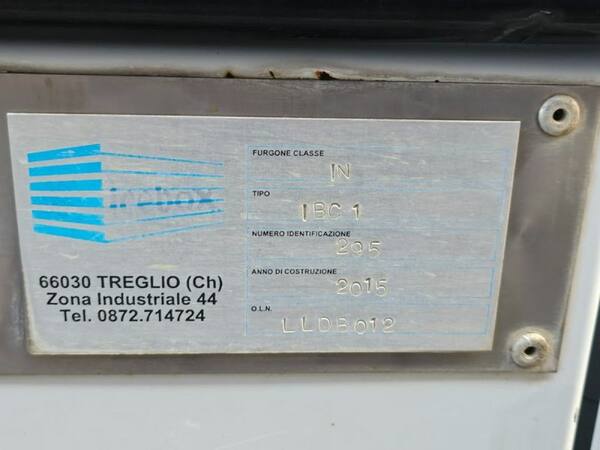 66030 TREGLIO (Ch)
Zona Industriale 44
Tel. 0872.714724
FURGONE CLASSE
IN
TIPO
IBC 1
NUMERO IDENTIFICAZIONE
295
ANNO DI COSTRUZIONE
2015
O.L.N.
LLDB012